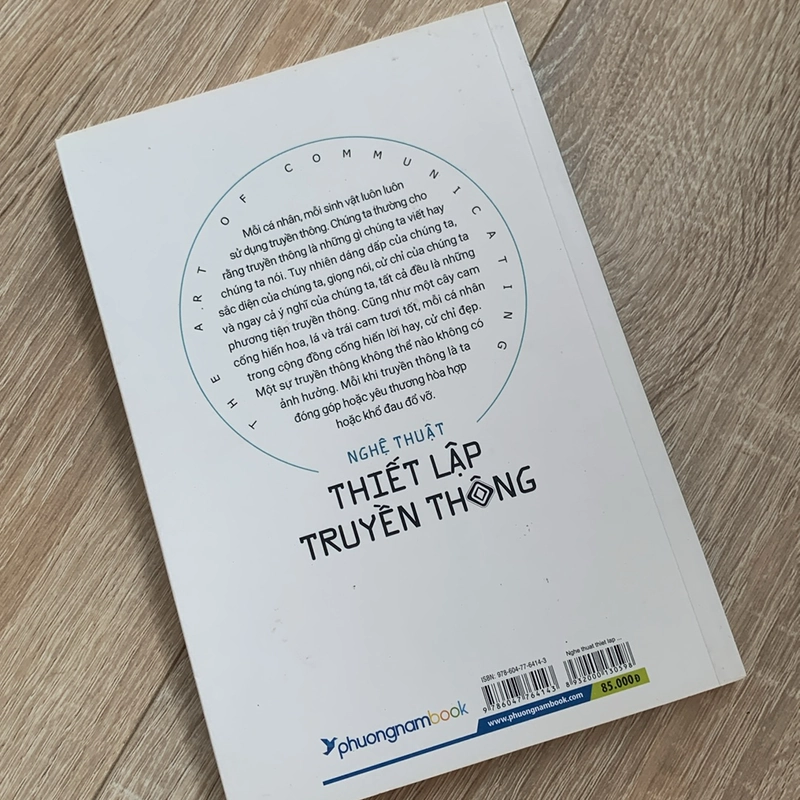 THE ART OF COMMUNICATING
Mỗi cá nhân, mỗi sinh vật luôn luôn
sử dụng truyền thông. Chúng ta thường cho
rằng truyền thông là những gì chúng ta viết hay
chúng ta nói. Tuy nhiên dáng dấp của chúng ta,
sắc diện của chúng ta, giọng nói, cử chỉ của chúng ta
và ngay cả ý nghĩ của chúng ta, tất cả đều là những
phương tiện truyền thông. Cũng như một cây cam
cống hiến hoa, lá và trái cam tươi tốt, mỗi cá nhân
trong cộng đồng cống hiến lời hay, cử chỉ đẹp.
Một sự truyền thông không thể nào không có
ảnh hưởng. Mỗi khi truyền thông là ta
đóng góp hoặc yêu thương hòa hợp
hoặc khổ đau đổ vỡ.
NGHỆ THUẬT
THIẾT LẬP
TRUYỀN THÔNG
ISBN: 978-604-77-6414-3
9786047764143
Nghe thuat thiet lap ...
8932000130598
phuongnambook
www.phuongnambook.com
85.000 Đ